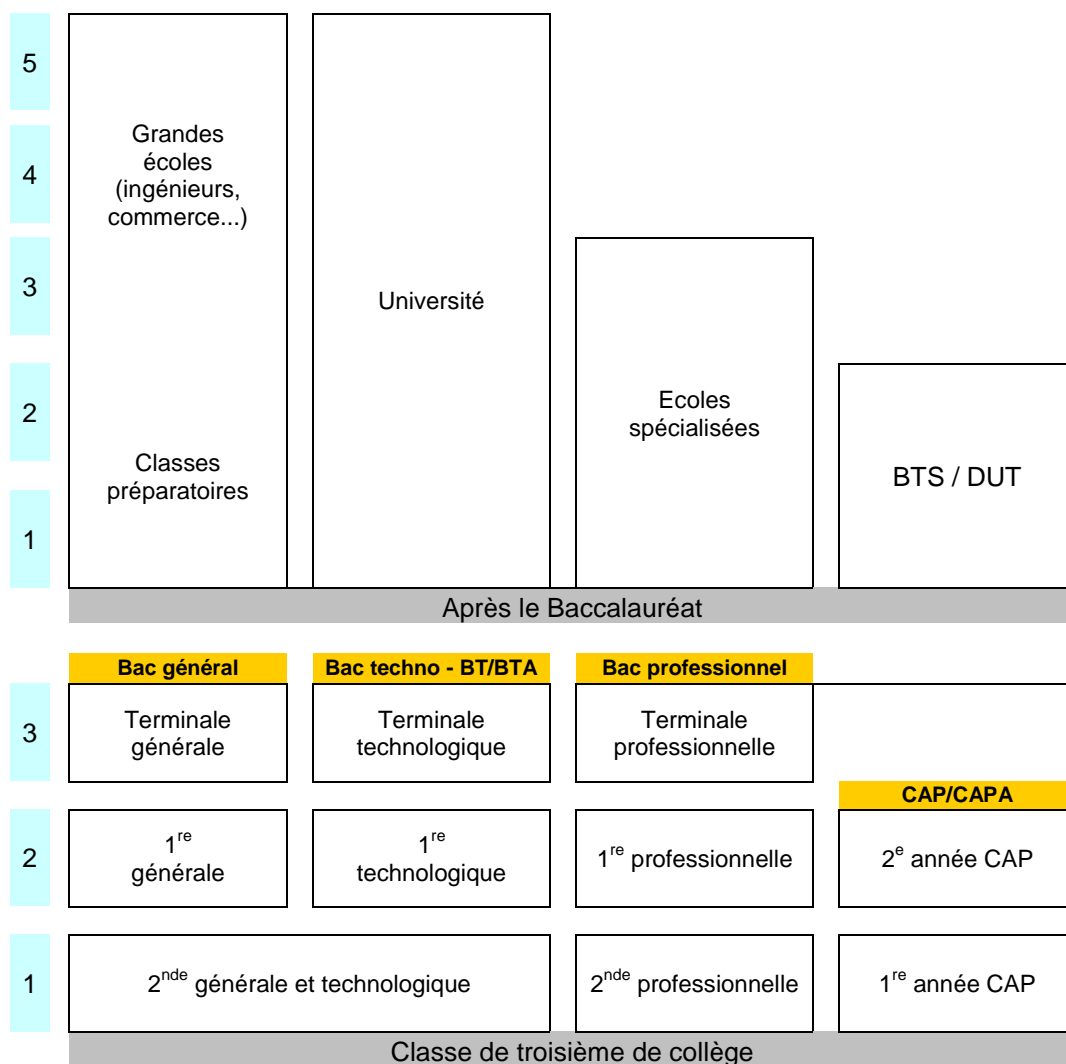 5
4
3
2
1
Grandes
écoles
(ingénieurs,
commerce...)
Classes
préparatoires
Université
Ecoles
spécialisées
BTS / DUT
Après le Baccalauréat
Bac général
Bac techno - BT/BTA
Bac professionnel
3
Terminale
générale
Terminale
technologique
Terminale
professionnelle
CAP/CAPA
2
1re
générale
1re
technologique
1re professionnelle
2e année CAP
1
2nde générale et technologique
2nde professionnelle
1re année CAP
Classe de troisième de collège